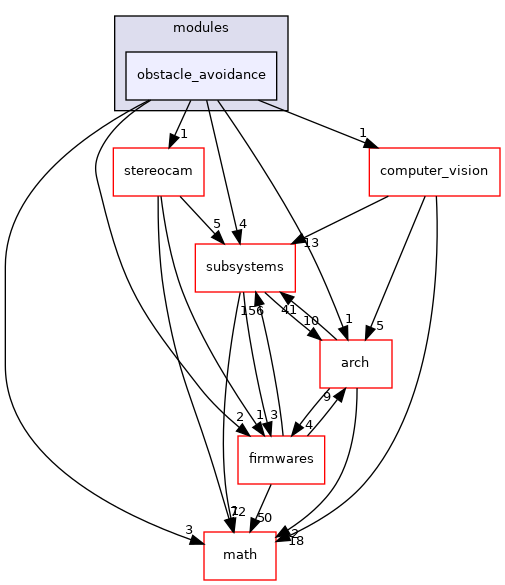 modules
obstacle_avoidance
1
1
stereocam
computer_vision
5
4
13
subsystems
156
41
10
1
5
arch
9
2
1
3
4
firmwares
72
50
3
2
18
math